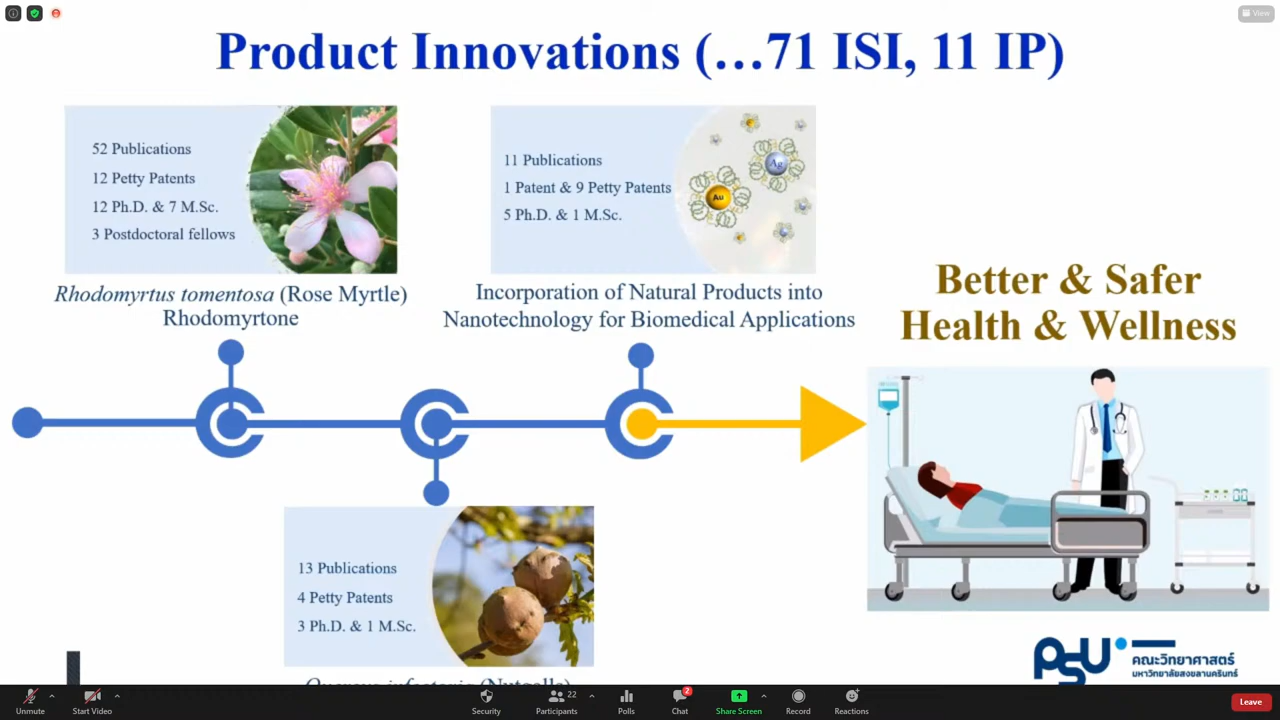 View
Product Innovations (…71 ISI, 11 IP)
52 Publications
12 Petty Patents
12 Ph.D. & 7 M.Sc.
3 Postdoctoral fellows
11 Publications
1 Patent & 9 Petty Patents
5 Ph.D. & 1 M.Sc.
Au
Ag
Rhodomyrtus tomentosa (Rose Myrtle)
Rhodomyrtone
Incorporation of Natural Products into
Nanotechnology for Biomedical Applications
Better & Safer
Health & Wellness
13 Publications
4 Petty Patents
3 Ph.D. & 1 M.Sc.
Quercus infectoria (Nutgalls)
PSU
คณะวิทยาศาสตร์
มหาวิทยาลัยสงขลานครินทร์
Unmute
Start Video
Security
Participants
22
Polls
Chat
2
Share Screen
Record
Reactions
Leave